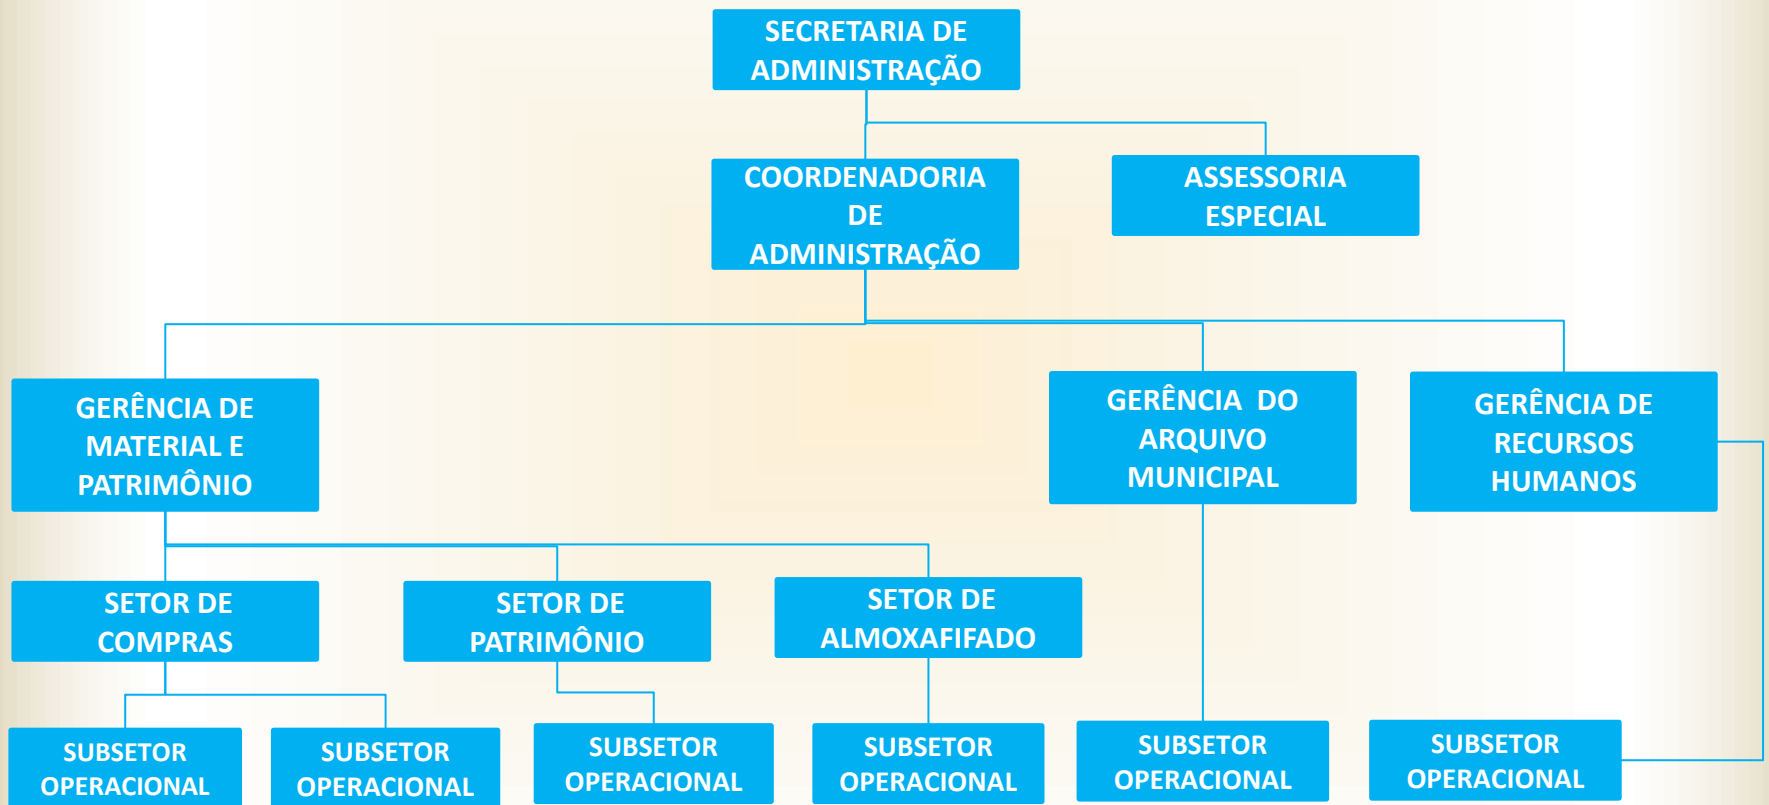 SECRETARIA DE
ADMINISTRAÇÃO
COORDENADORIA
DE
ADMINISTRAÇÃO
ASSESSORIA
ESPECIAL
GERÊNCIA DE
MATERIAL E
PATRIMÔNIO
GERÊNCIA DO
ARQUIVO
MUNICIPAL
GERÊNCIA DE
RECURSOS
HUMANOS
SETOR DE
COMPRAS
SETOR DE
PATRIMÔNIO
SETOR DE
ALMOXAFIFADO
SUBSETOR
OPERACIONAL
SUBSETOR
OPERACIONAL
SUBSETOR
OPERACIONAL
SUBSETOR
OPERACIONAL
SUBSETOR
OPERACIONAL
SUBSETOR
OPERACIONAL